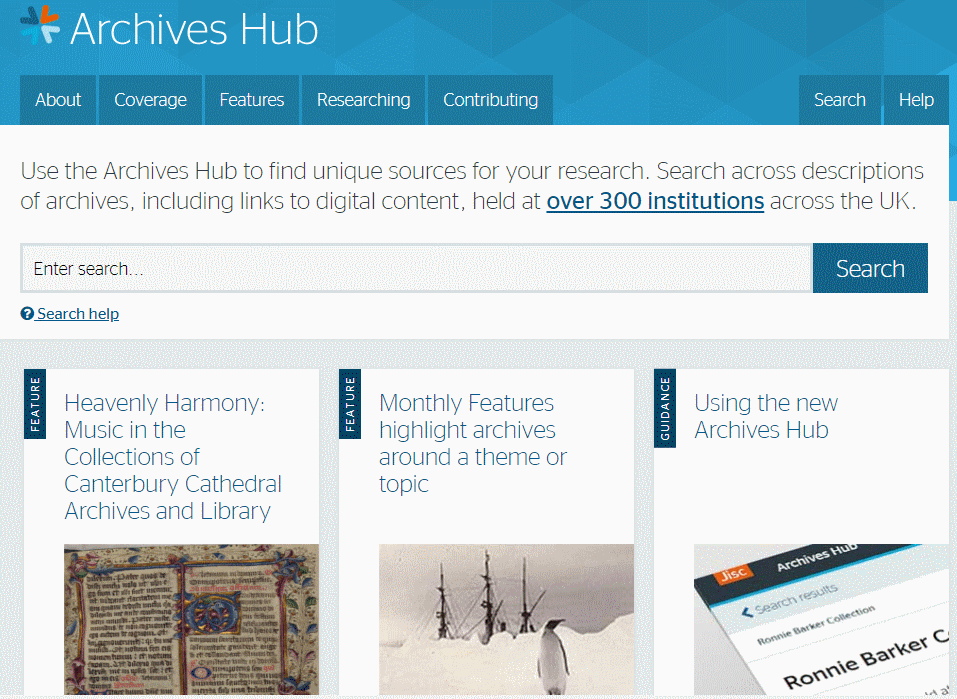 Archives Hub
About Coverage Features Researching Contributing Search Help
Use the Archives Hub to find unique sources for your research. Search across descriptions
of archives, including links to digital content, held at over 300 institutions across the UK.
Enter search... Search
Search help
FEATURE
Heavenly Harmony:
Music in the
Collections of
Canterbury Cathedral
Archives and Library
FEATURE
Monthly Features
highlight archives
around a theme or
topic
GUIDANCE
Using the new
Archives Hub
Jisc Archives Hub
Search results
Ronnie Barker Collection
Ronnie Barker C